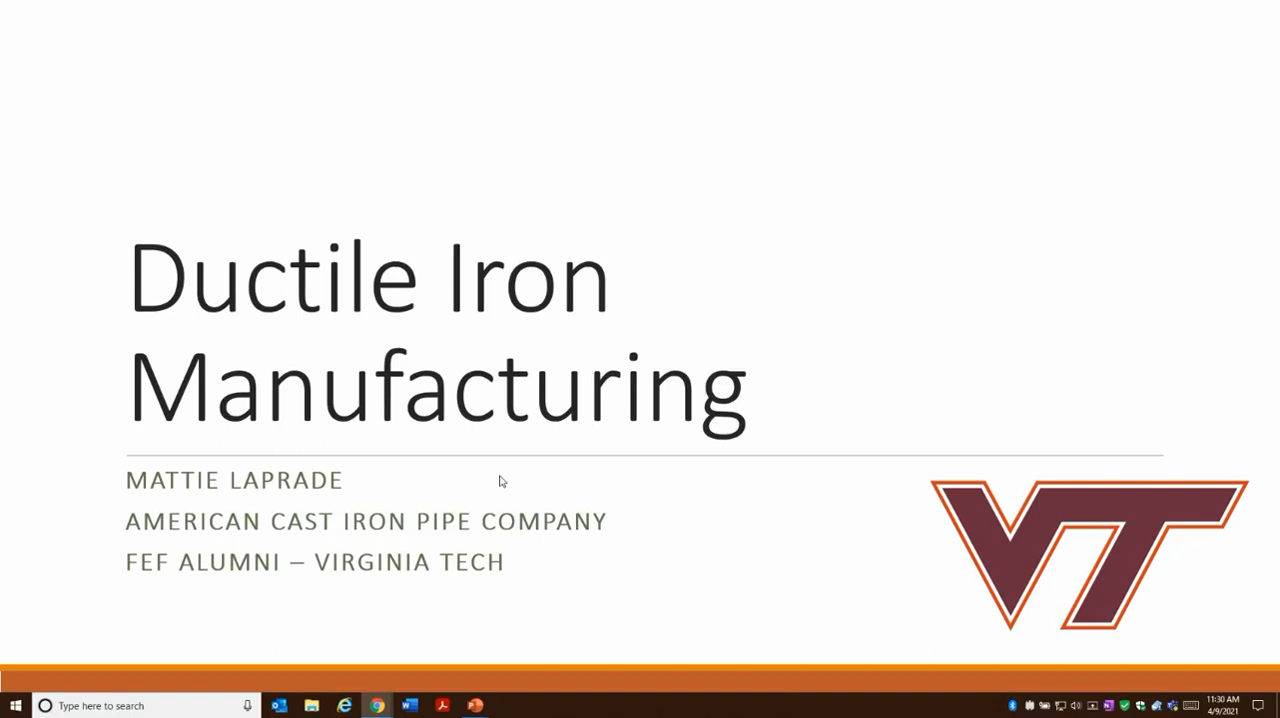 Ductile Iron
Manufacturing
MATTIE LAPRADE
AMERICAN CAST IRON PIPE COMPANY
FEF ALUMNI – VIRGINIA TECH
VT
Type here to search
11:30 AM
4/9/2021